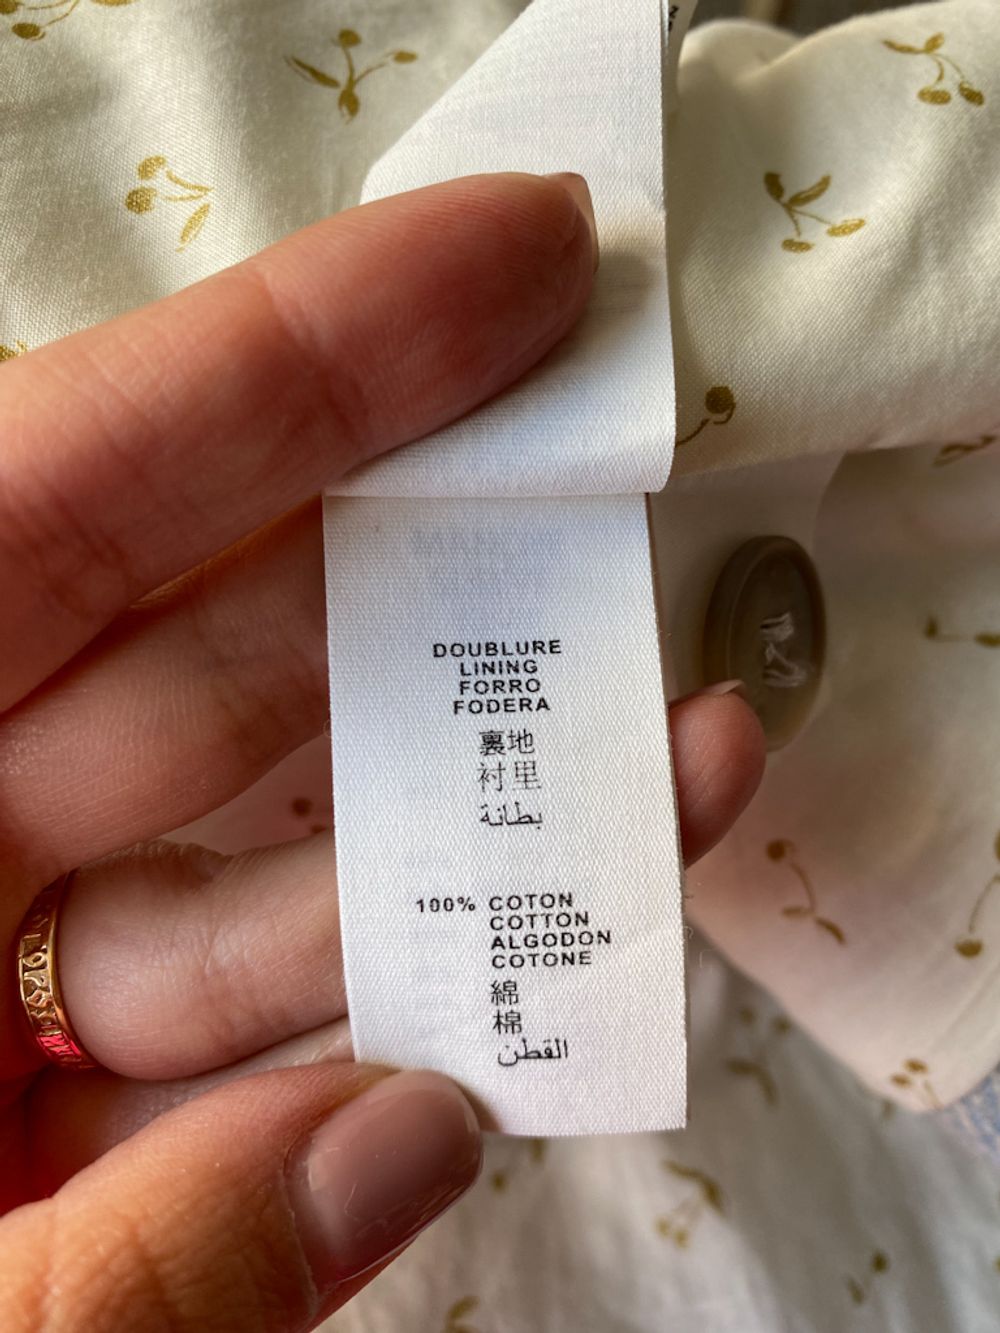 DOUBLURE
LINING
FORRO
FODERA
裏地
衬里
بطانة
100% COTON
COTTON
ALGODON
COTONE
綿
棉
القطن